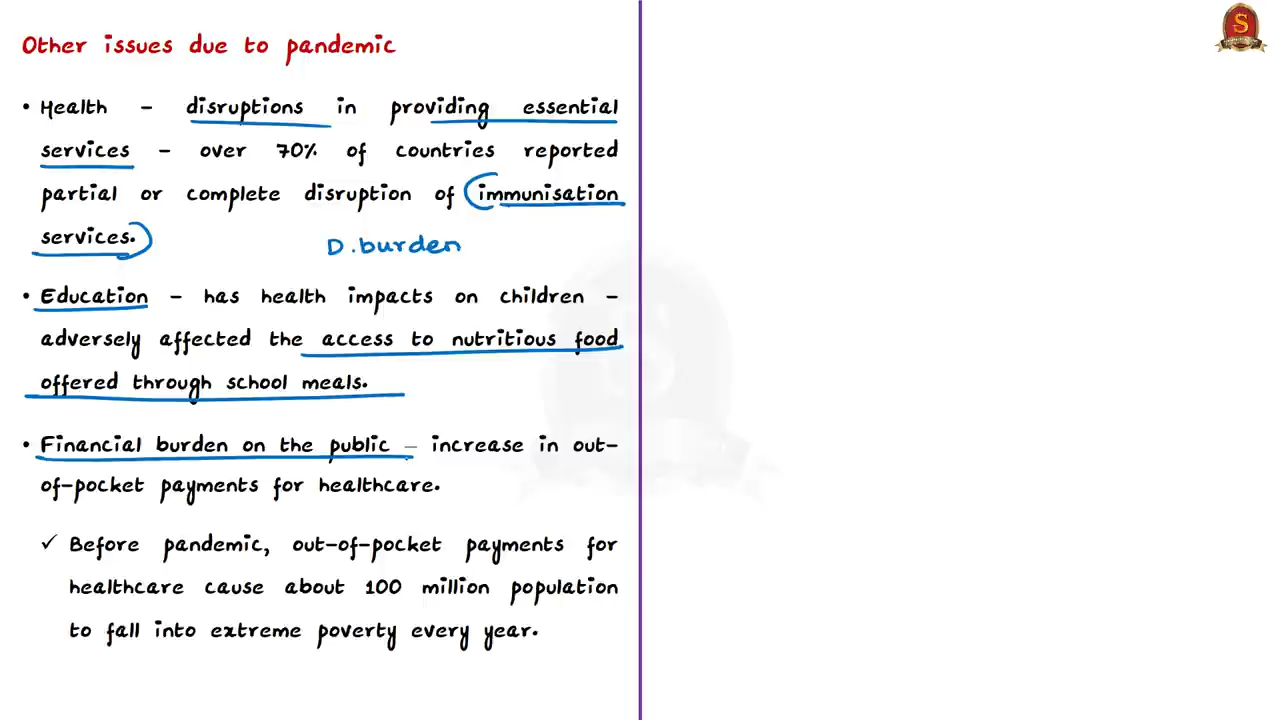 Other issues due to pandemic
• Health – disruptions in providing essential
services – over 70% of countries reported
partial or complete disruption of immunisation
services.
D. burden
• Education – has health impacts on children –
adversely affected the access to nutritious food
offered through school meals.
• Financial burden on the public – increase in out-
of-pocket payments for healthcare.
✓ Before pandemic, out-of-pocket payments for
healthcare cause about 100 million population
to fall into extreme poverty every year.
S